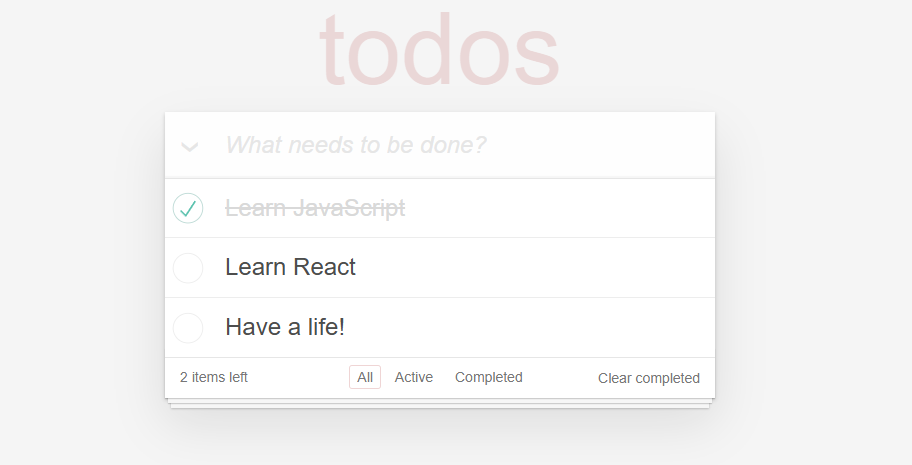 todos
What needs to be done?
Learn JavaScript
Learn React
Have a life!
2 items left All Active Completed Clear completed